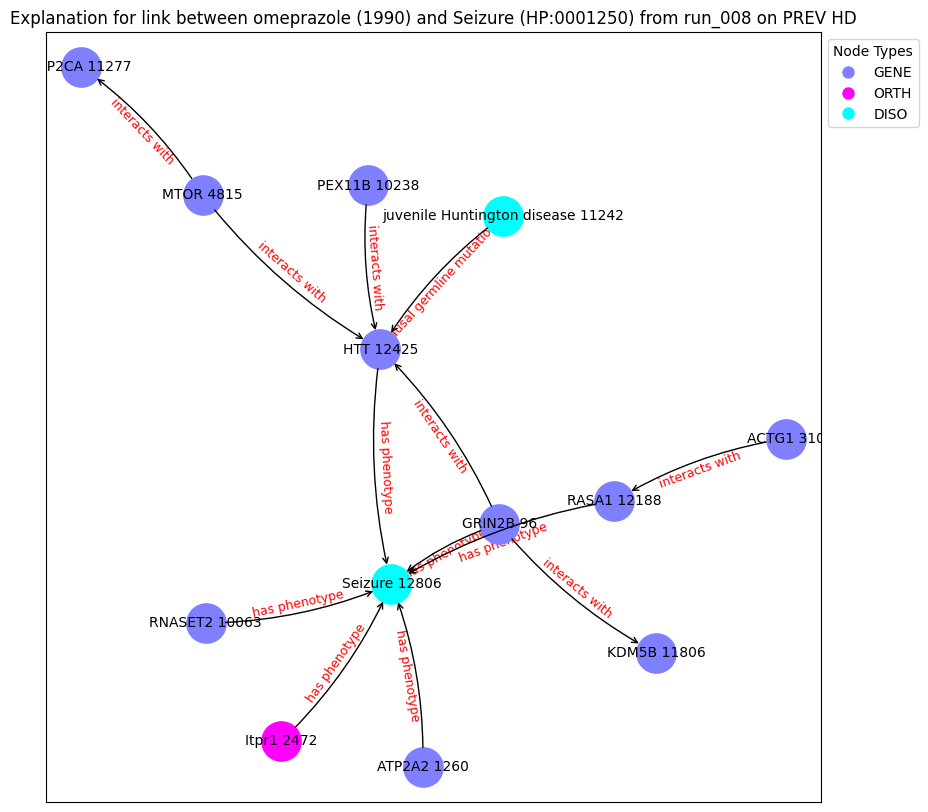 Explanation for link between omeprazole (1990) and Seizure (HP:0001250) from run_008 on PREV HD
Node Types
GENE
ORTH
DISO
P2CA 11277
interacts with
MTOR 4815
PEX11B 10238
juvenile Huntington disease 11242
interacts with
interacts with
usal germline mutatio
HTT 12425
has phenotype
interacts with
ACTG1 310
interacts with
RASA1 12188
GRIN2B 96
has phenotype
has phenotype
Seizure 12806
interacts with
has phenotype
RNASET2 10063
KDM5B 11806
has phenotype
has phenotype
Itpr1 2472
ATP2A2 1260